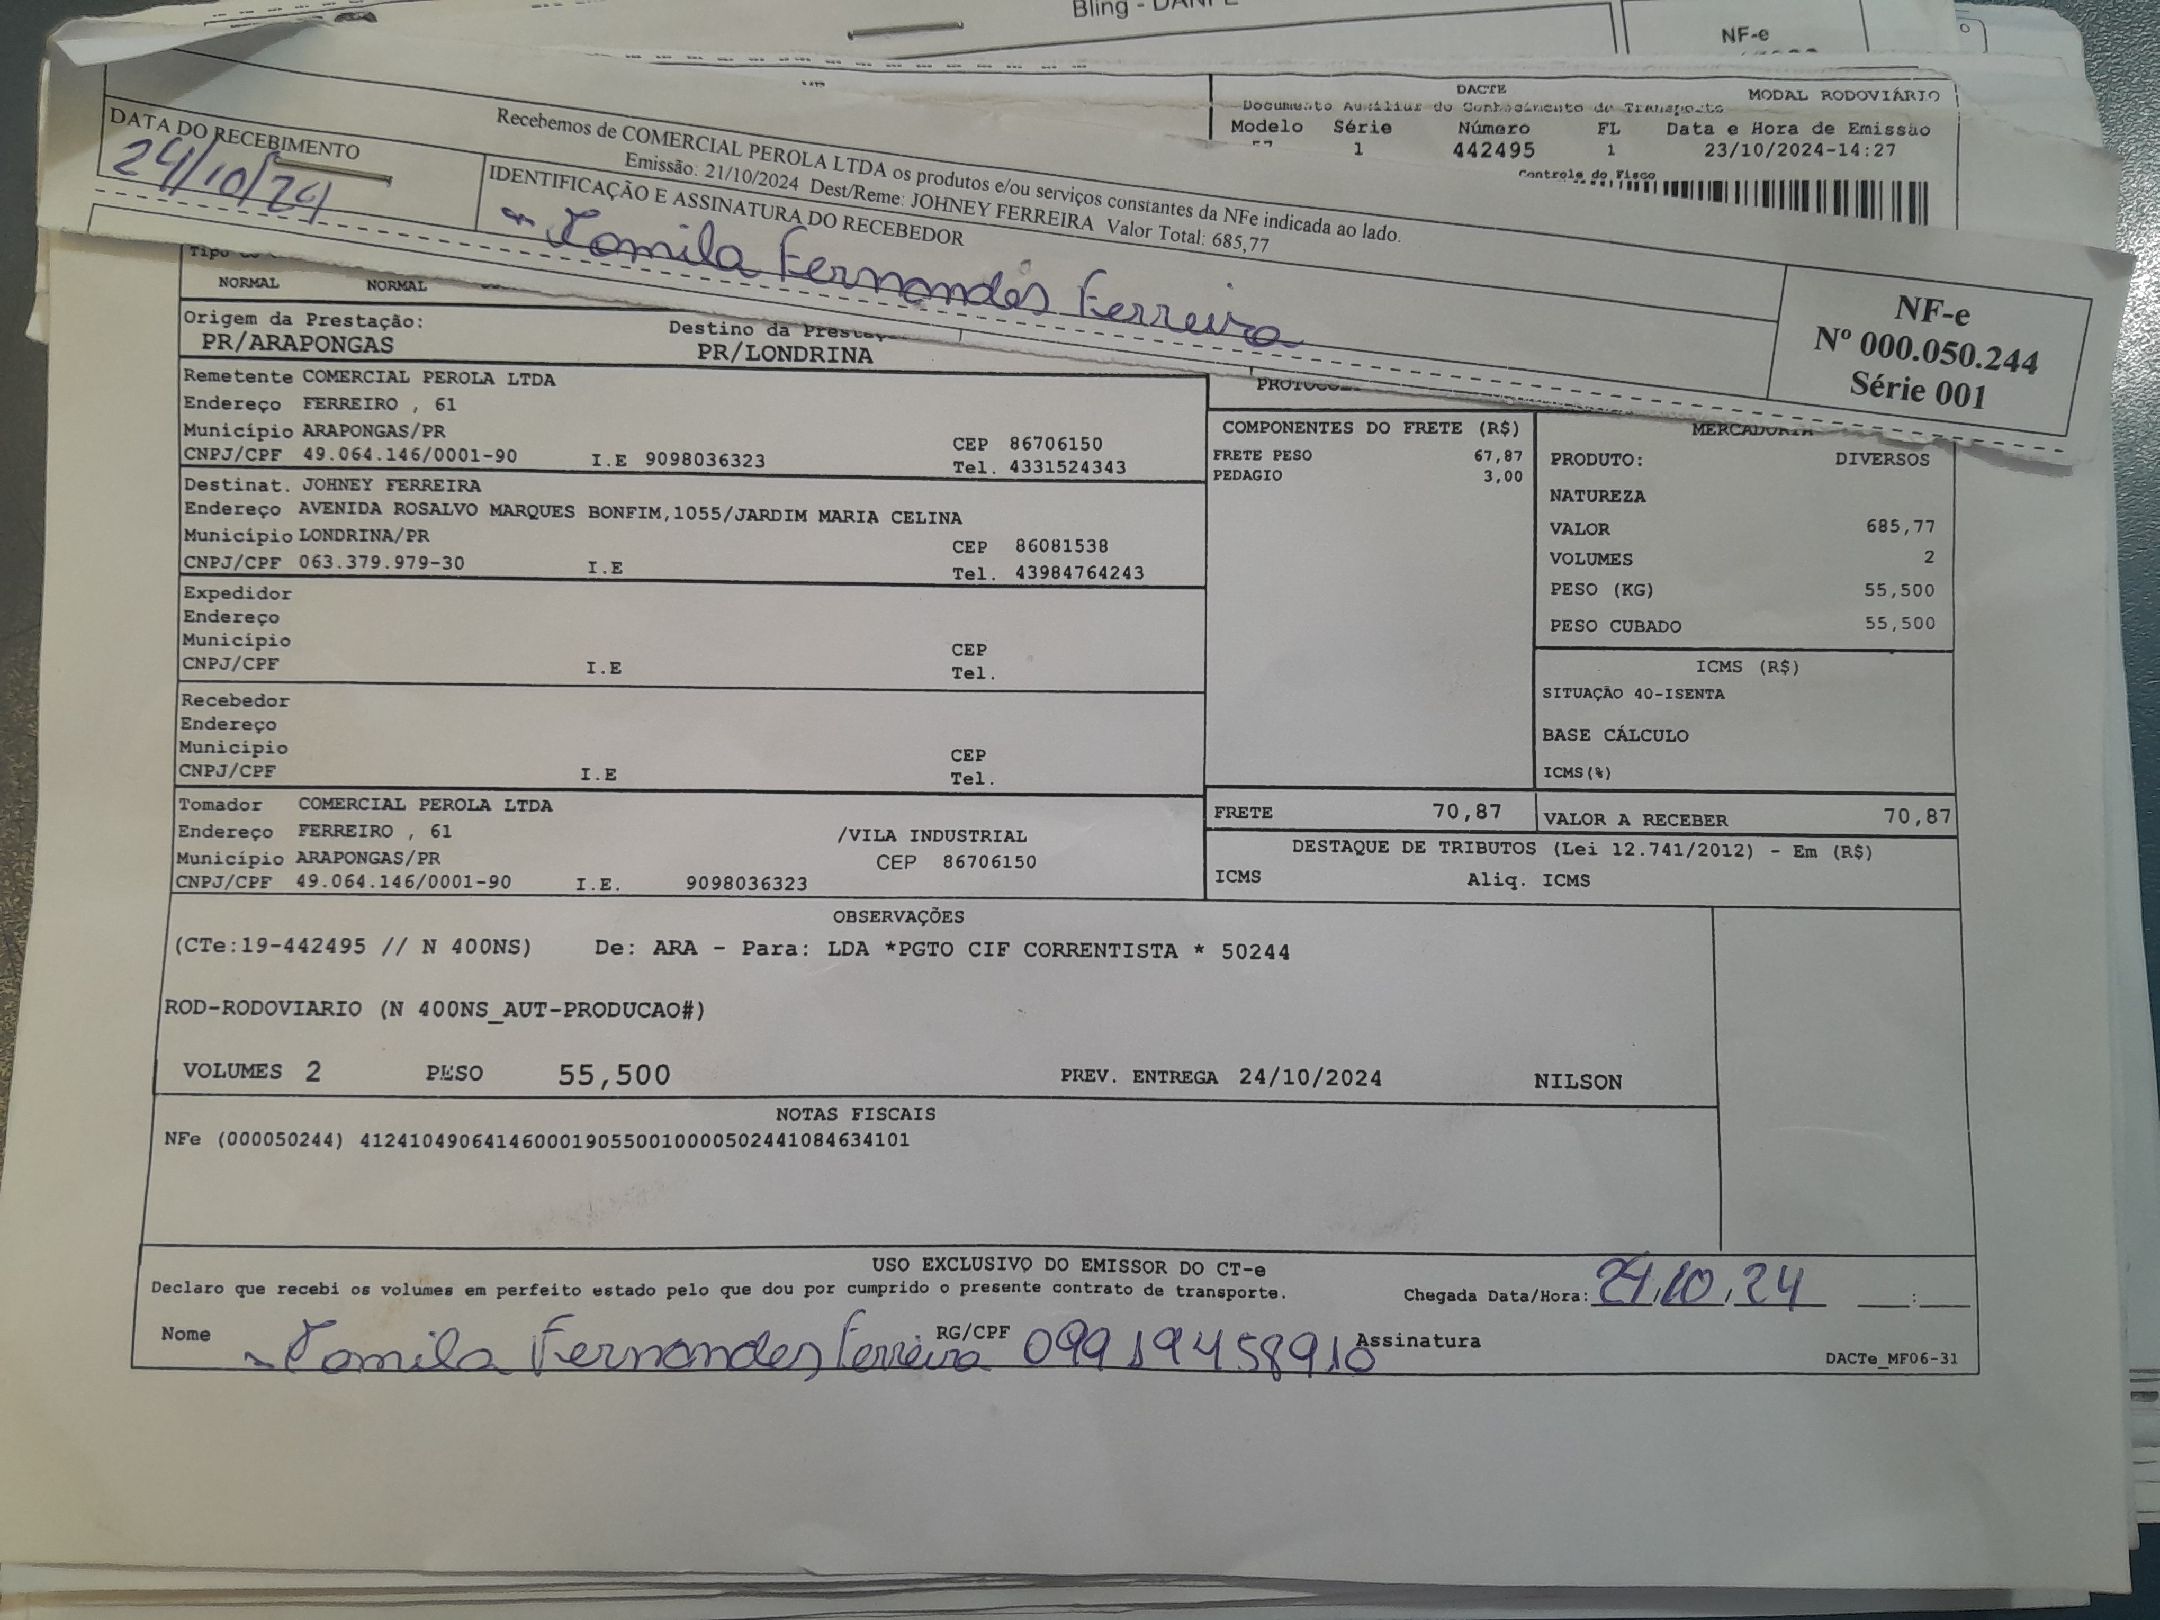 Bling - DANFE
NF-e
DACTE
MODAL RODOVIÁRIO
Documento Auxiliar do Conhecimento de Transporte
Modelo Série Número FL Data e Hora de Emissão
1 442495 1 23/10/2024-14:27
Controle do Fisco
Recebemos de COMERCIAL PEROLA LTDA os produtos e/ou serviços constantes da NFe indicada ao lado.
Emissão: 21/10/2024 Dest/Reme: JOHNEY FERREIRA Valor Total: 685,77
DATA DO RECEBIMENTO
24/10/24
IDENTIFICAÇÃO E ASSINATURA DO RECEBEDOR
Tamila Fernandes Ferreira
NF-e
Nº 000.050.244
Série 001
NORMAL NORMAL
Origem da Prestação:
PR/ARAPONGAS
Destino da
PR/LONDRINA
Remetente COMERCIAL PEROLA LTDA
Endereço FERREIRO , 61
Município ARAPONGAS/PR CEP 86706150
CNPJ/CPF 49.064.146/0001-90 I.E 9098036323 Tel. 4331524343
Destinat. JOHNEY FERREIRA
Endereço AVENIDA ROSALVO MARQUES BONFIM,1055/JARDIM MARIA CELINA
Município LONDRINA/PR CEP 86081538
CNPJ/CPF 063.379.979-30 I.E Tel. 43984764243
Expedidor
Endereço
Município CEP
CNPJ/CPF I.E Tel.
Recebedor
Endereço
Município CEP
CNPJ/CPF I.E Tel.
Tomador COMERCIAL PEROLA LTDA
Endereço FERREIRO , 61 /VILA INDUSTRIAL
Município ARAPONGAS/PR CEP 86706150
CNPJ/CPF 49.064.146/0001-90 I.E. 9098036323
COMPONENTES DO FRETE (R$)
FRETE PESO 67,87
PEDAGIO 3,00
MERCADORIA
PRODUTO: DIVERSOS
NATUREZA
VALOR 685,77
VOLUMES 2
PESO (KG) 55,500
PESO CUBADO 55,500
ICMS (R$)
SITUAÇÃO 40-ISENTA
BASE CÁLCULO
ICMS(%)
FRETE 70,87 VALOR A RECEBER 70,87
DESTAQUE DE TRIBUTOS (Lei 12.741/2012) - Em (R$)
ICMS Aliq. ICMS
OBSERVAÇÕES
(CTe:19-442495 // N 400NS) De: ARA - Para: LDA *PGTO CIF CORRENTISTA * 50244
ROD-RODOVIARIO (N 400NS_AUT-PRODUCAO#)
VOLUMES 2 PESO 55,500 PREV. ENTREGA 24/10/2024 NILSON
NOTAS FISCAIS
NFe (000050244) 41241049064146000190550010000502441084634101
USO EXCLUSIVO DO EMISSOR DO CT-e
Declaro que recebi os volumes em perfeito estado pelo que dou por cumprido o presente contrato de transporte. Chegada Data/Hora: 24/10/24 __:__
Nome Tamila Fernandes Ferreira RG/CPF 09919458910 Assinatura
DACTe_MF06-31